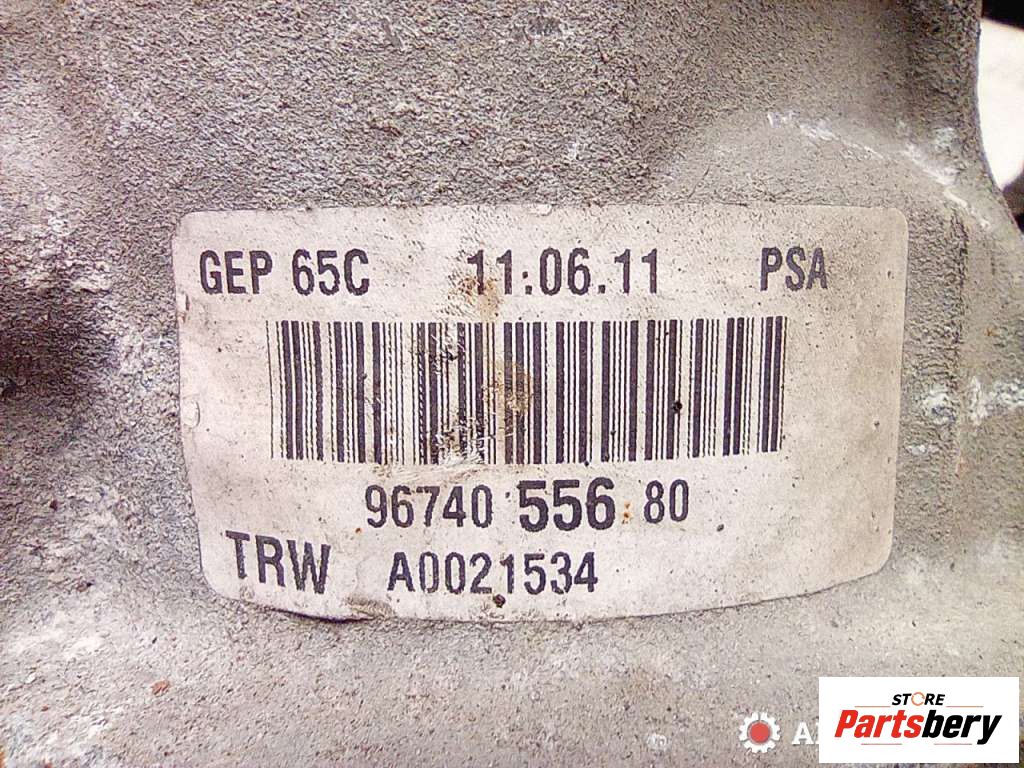 GEP 65C 11.06.11 PSA
96740 556 80
TRW A0021534
STORE
Partsbery